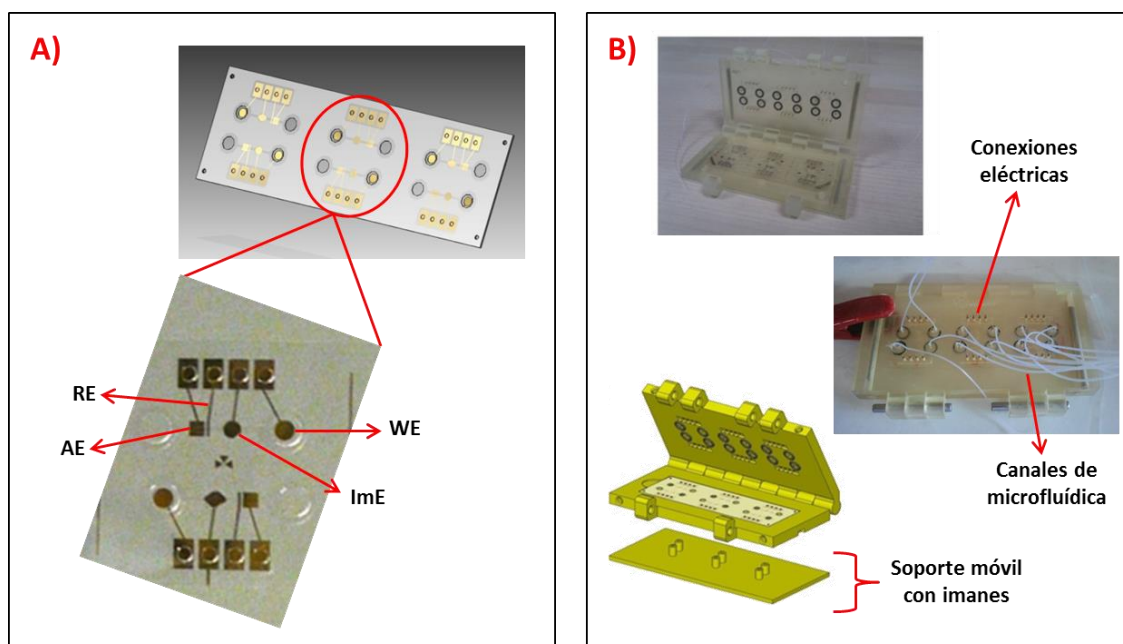 A)
RE
AE
WE
ImE
B)
Conexiones
eléctricas
Canales de
microfluídica
Soporte móvil
con imanes